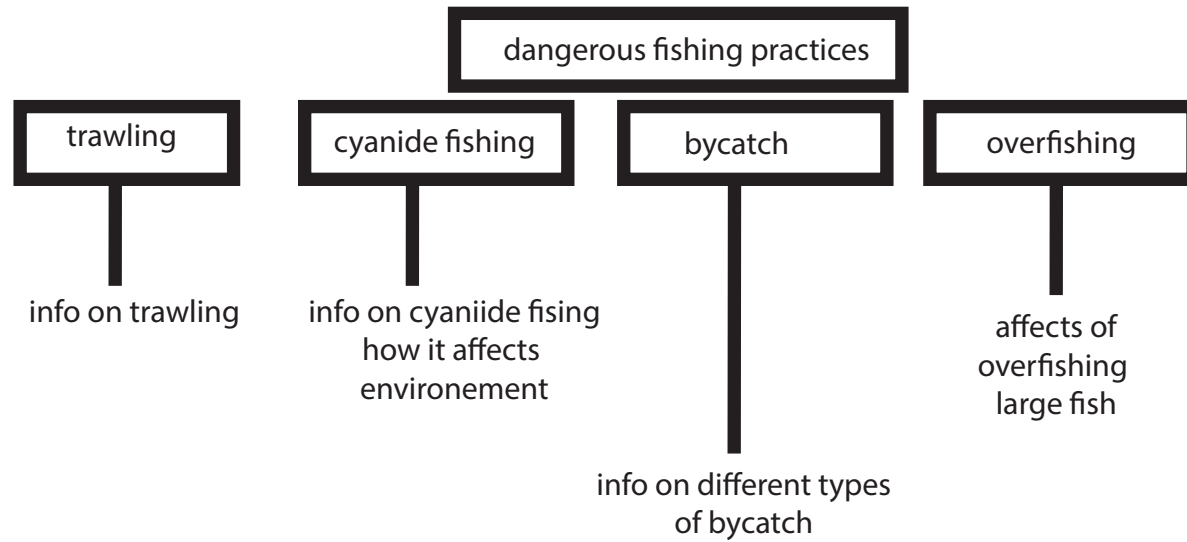 dangerous fishing practices
trawling
cyanide fishing
bycatch
overfishing
info on trawling
info on cyaniide fising
how it affects
environement
info on different types
of bycatch
affects of
overfishing
large fish